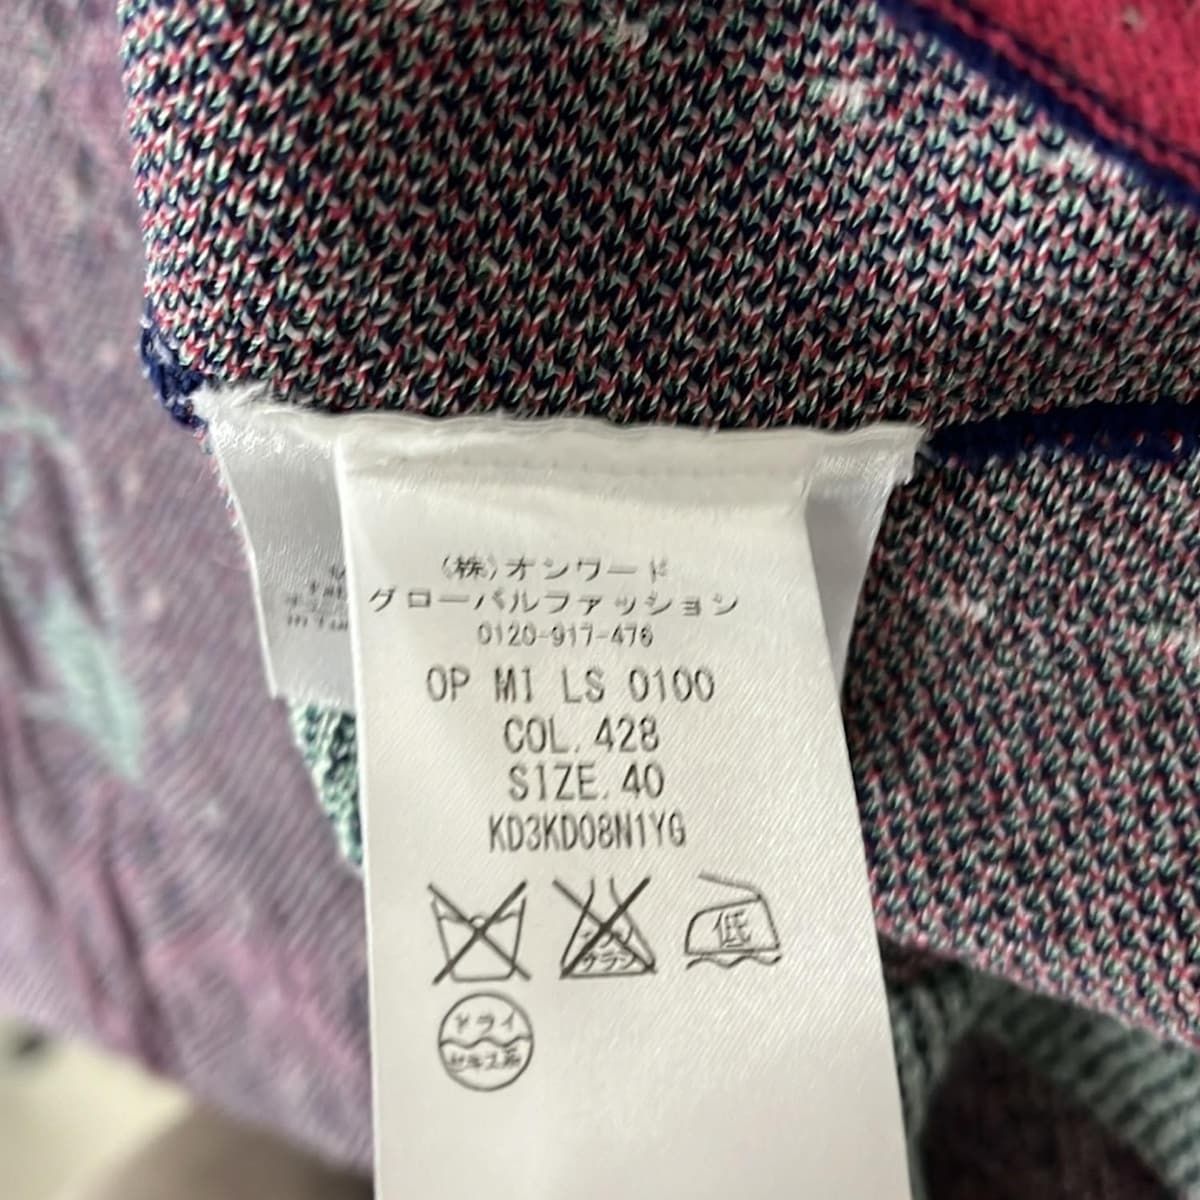 (株)オンワード
グローバルファッション
0120-917-476
OP MI LS 0100
COL. 428
SIZE. 40
KD3KD08N1YG
低
ドライ
セキユ系